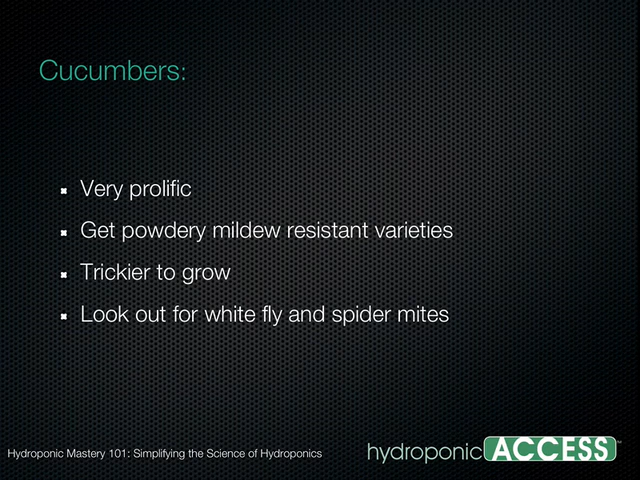 Cucumbers:
Very prolific
Get powdery mildew resistant varieties
Trickier to grow
Look out for white fly and spider mites
Hydroponic Mastery 101: Simplifying the Science of Hydroponics
hydroponic ACCESS™